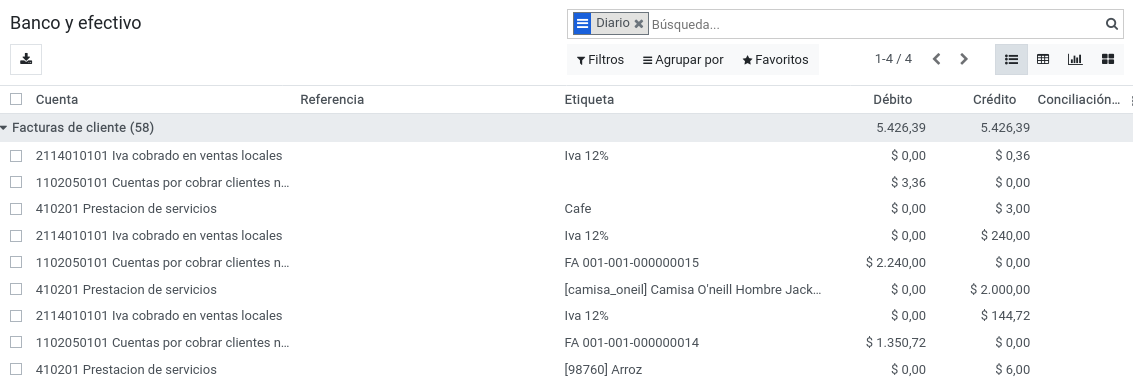 Banco y efectivo
Diario Búsqueda...
Filtros Agrupar por Favoritos 1-4 / 4
Cuenta Referencia Etiqueta Débito Crédito Conciliación...
Facturas de cliente (58) 5.426,39 5.426,39
2114010101 Iva cobrado en ventas locales Iva 12% $ 0,00 $ 0,36
1102050101 Cuentas por cobrar clientes n... $ 3,36 $ 0,00
410201 Prestacion de servicios Cafe $ 0,00 $ 3,00
2114010101 Iva cobrado en ventas locales Iva 12% $ 0,00 $ 240,00
1102050101 Cuentas por cobrar clientes n... FA 001-001-000000015 $ 2.240,00 $ 0,00
410201 Prestacion de servicios [camisa_oneil] Camisa O'neill Hombre Jack... $ 0,00 $ 2.000,00
2114010101 Iva cobrado en ventas locales Iva 12% $ 0,00 $ 144,72
1102050101 Cuentas por cobrar clientes n... FA 001-001-000000014 $ 1.350,72 $ 0,00
410201 Prestacion de servicios [98760] Arroz $ 0,00 $ 6,00